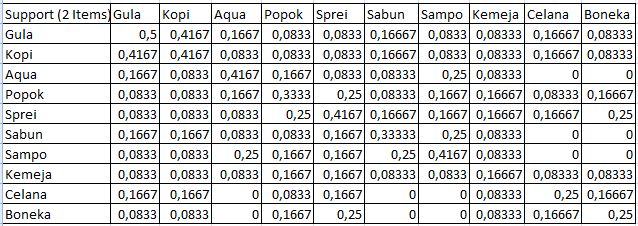 Support (2 Items) Gula Kopi Aqua Popok Sprei Sabun Sampo Kemeja Celana Boneka
Gula 0,5 0,4167 0,1667 0,0833 0,0833 0,16667 0,0833 0,08333 0,16667 0,08333
Kopi 0,4167 0,4167 0,0833 0,0833 0,0833 0,16667 0,0833 0,08333 0,16667 0,08333
Aqua 0,1667 0,0833 0,4167 0,1667 0,0833 0,08333 0,25 0,08333 0 0
Popok 0,0833 0,0833 0,1667 0,3333 0,25 0,08333 0,1667 0,16667 0,08333 0,16667
Sprei 0,0833 0,0833 0,0833 0,25 0,4167 0,16667 0,1667 0,16667 0,16667 0,25
Sabun 0,1667 0,1667 0,0833 0,0833 0,1667 0,33333 0,25 0,08333 0 0
Sampo 0,0833 0,0833 0,25 0,1667 0,1667 0,25 0,4167 0,08333 0 0
Kemeja 0,0833 0,0833 0,0833 0,1667 0,1667 0,08333 0,0833 0,16667 0,08333 0,08333
Celana 0,1667 0,1667 0 0,0833 0,1667 0 0 0,08333 0,25 0,16667
Boneka 0,0833 0,0833 0 0,1667 0,25 0 0 0,08333 0,16667 0,25